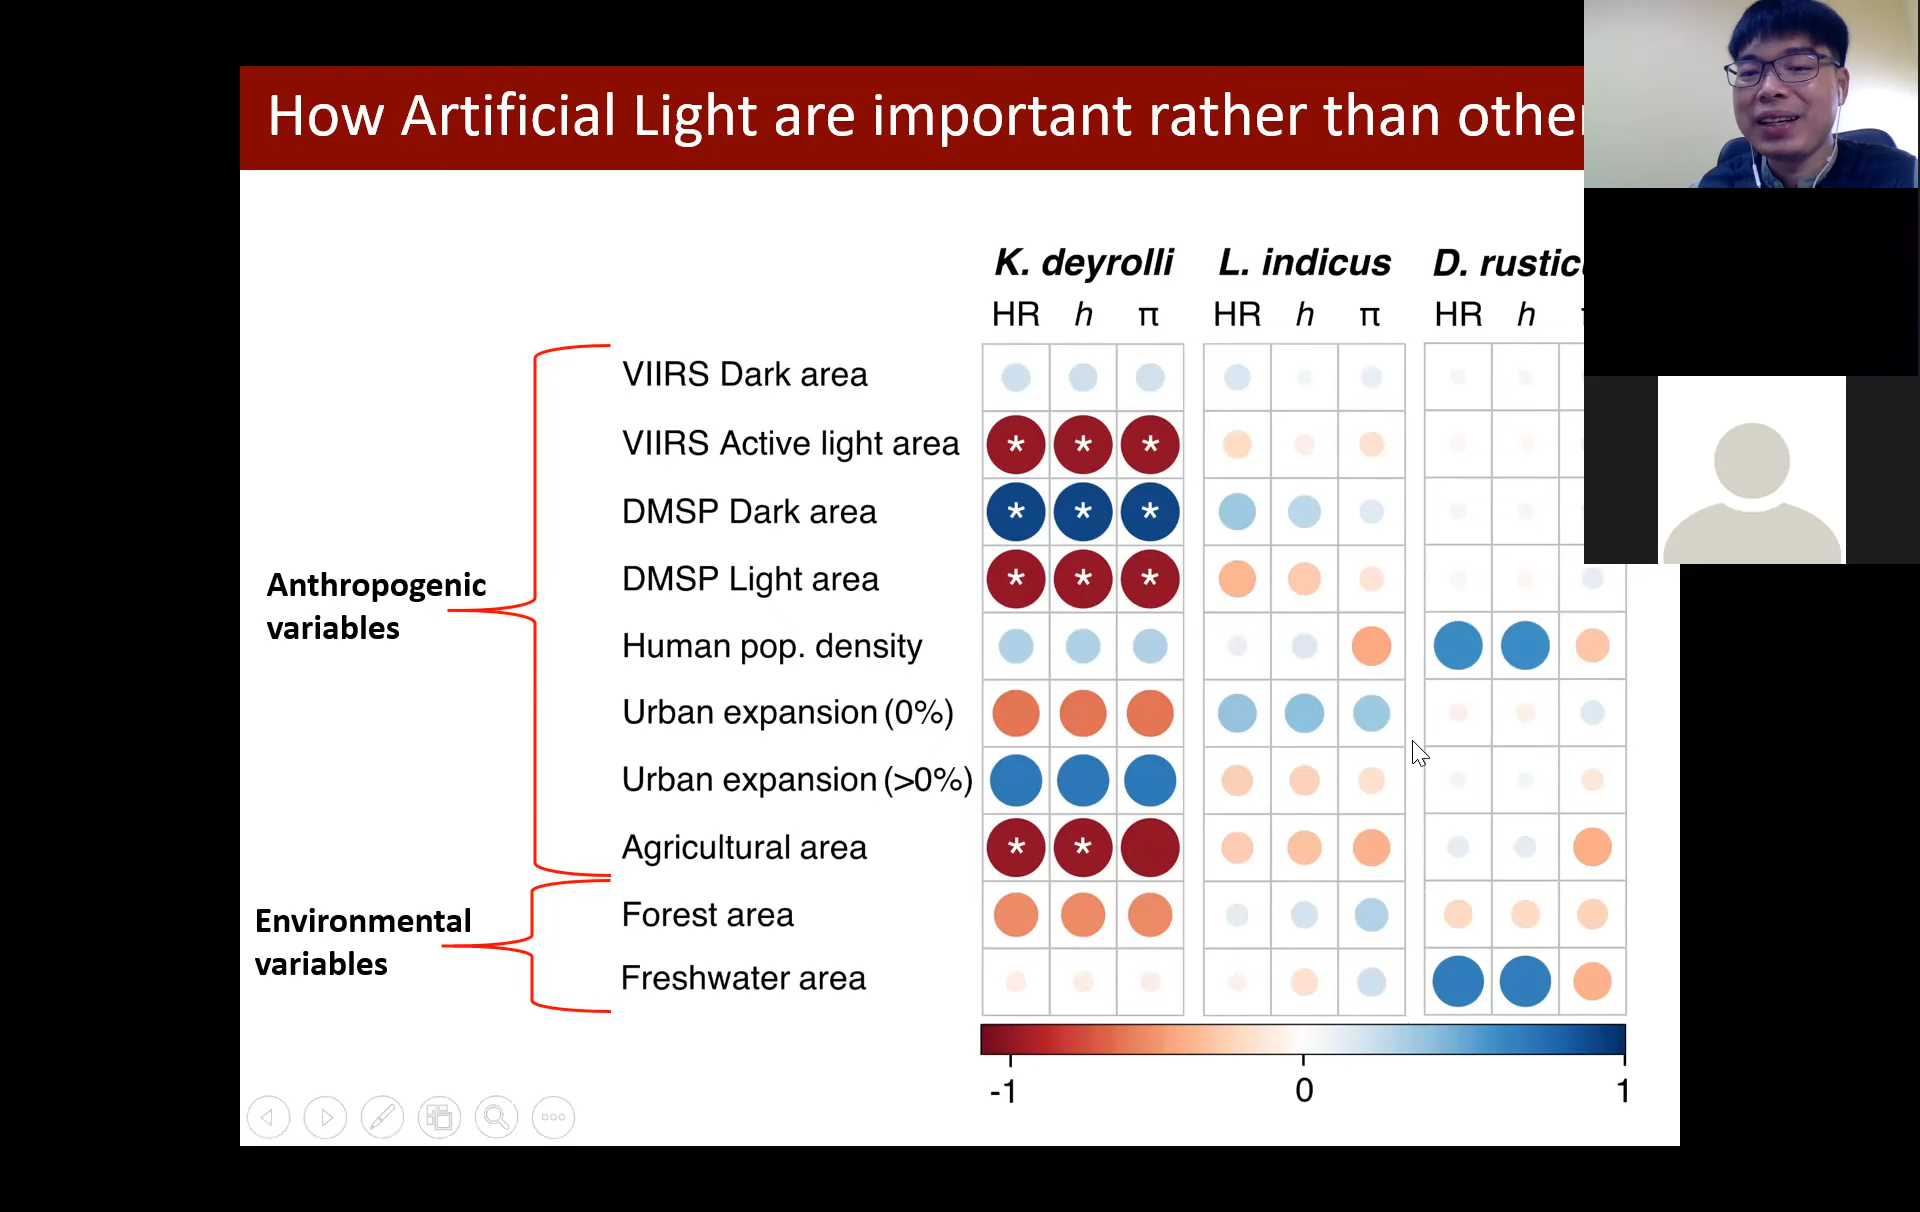 How Artificial Light are important rather than othe
K. deyrolli L. indicus D. rustic
HR h π HR h π HR h
VIIRS Dark area
VIIRS Active light area * * *
DMSP Dark area * * *
DMSP Light area * * *
Human pop. density
Urban expansion (0%)
Urban expansion (>0%)
Agricultural area * *
Forest area
Freshwater area
Anthropogenic
variables
Environmental
variables
-1 0 1